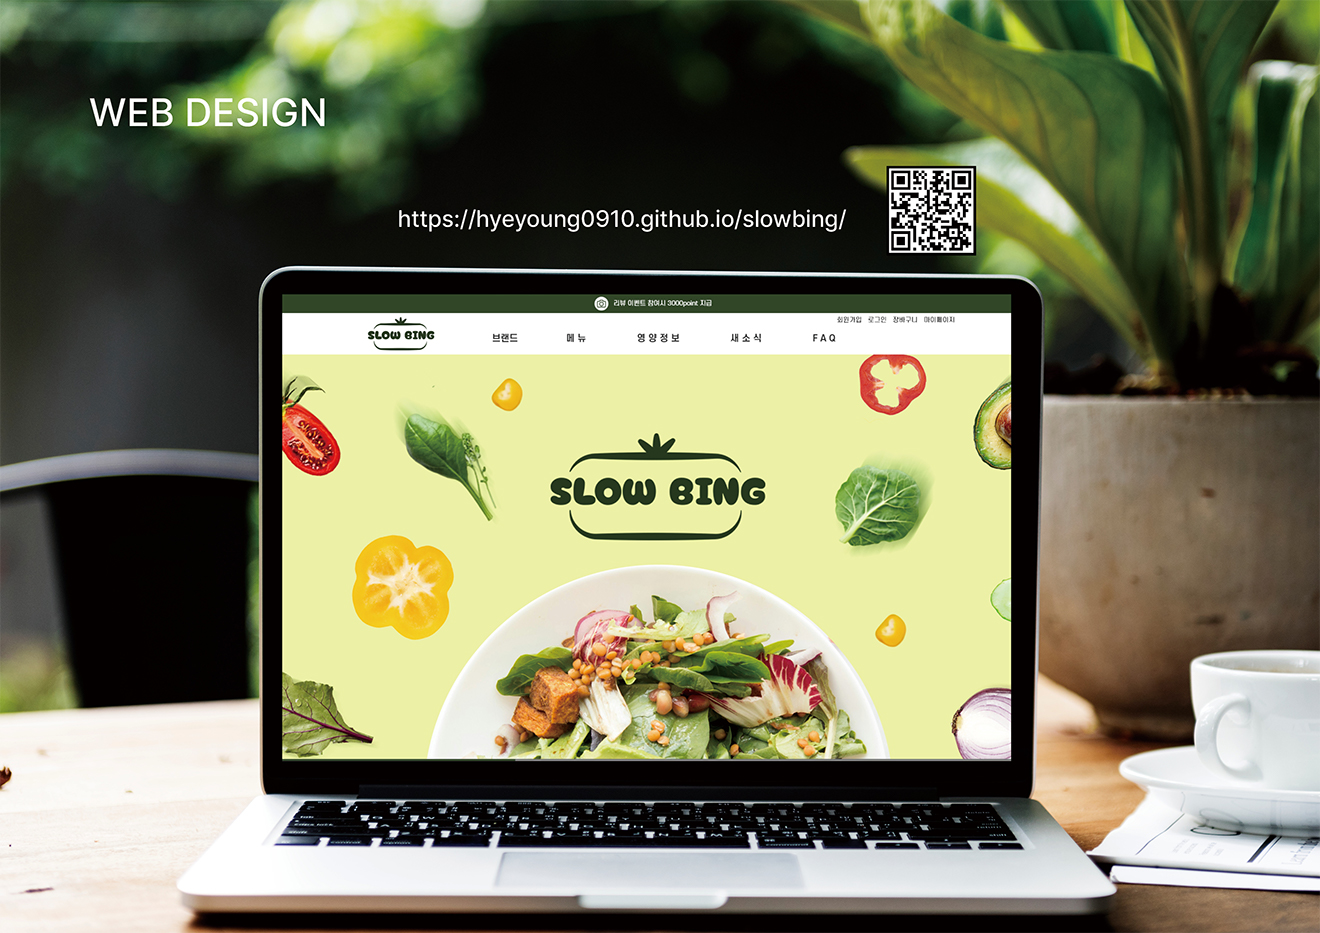 WEB DESIGN
https://hyeyoung0910.github.io/slowbing/
리뷰 이벤트 참여시 3000point 지급
회원가입 로그인 장바구니 마이페이지
SLOW BING
브랜드 메뉴 영양정보 새소식 FAQ
SLOW BING